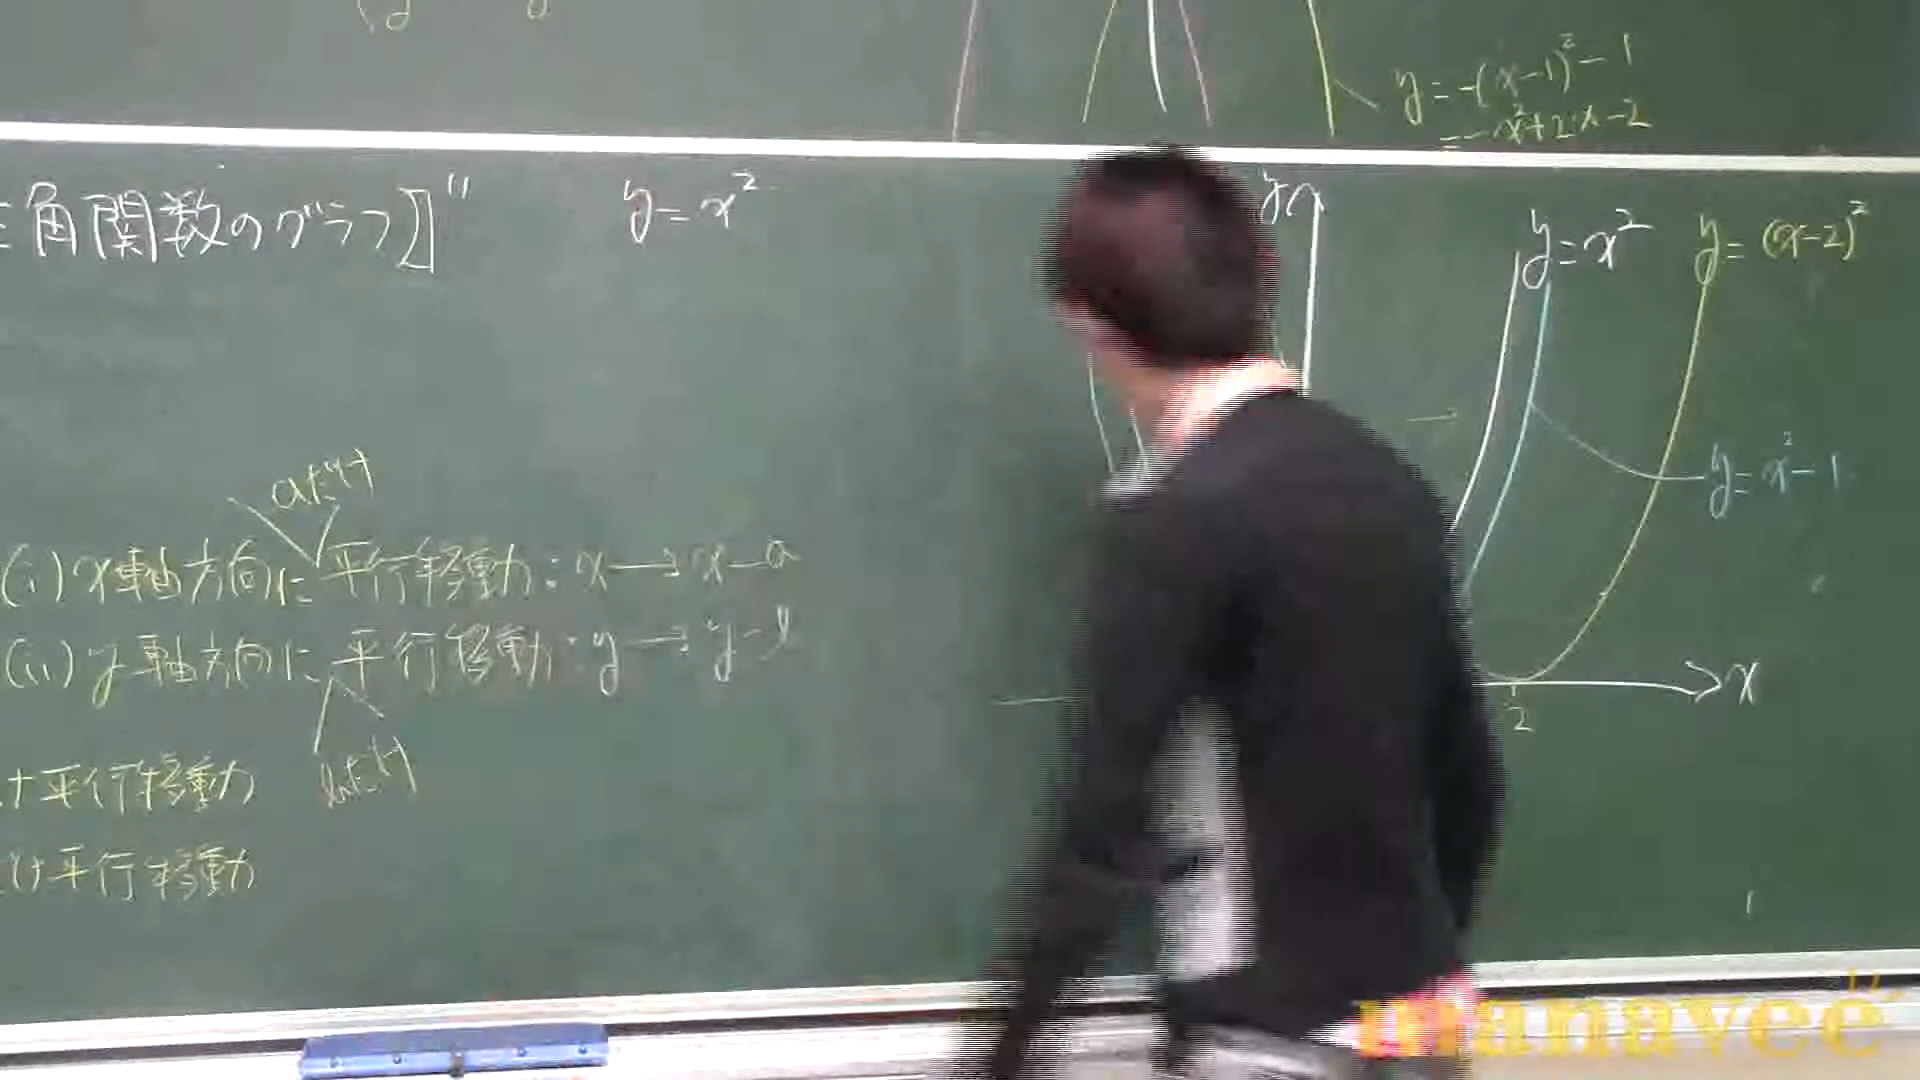 y = -(x-1)² - 1
= -x² + 2x - 2
三角関数のグラフ】"
y = x²
y
y = x²
y = (x-2)²
aだけ
y = x² - 1
(i) x軸方向に 平行移動 : x → x-a
(ii) y軸方向に 平行移動 : y → y-b
x
2
bだけ
け平行移動
だけ平行移動
manavee